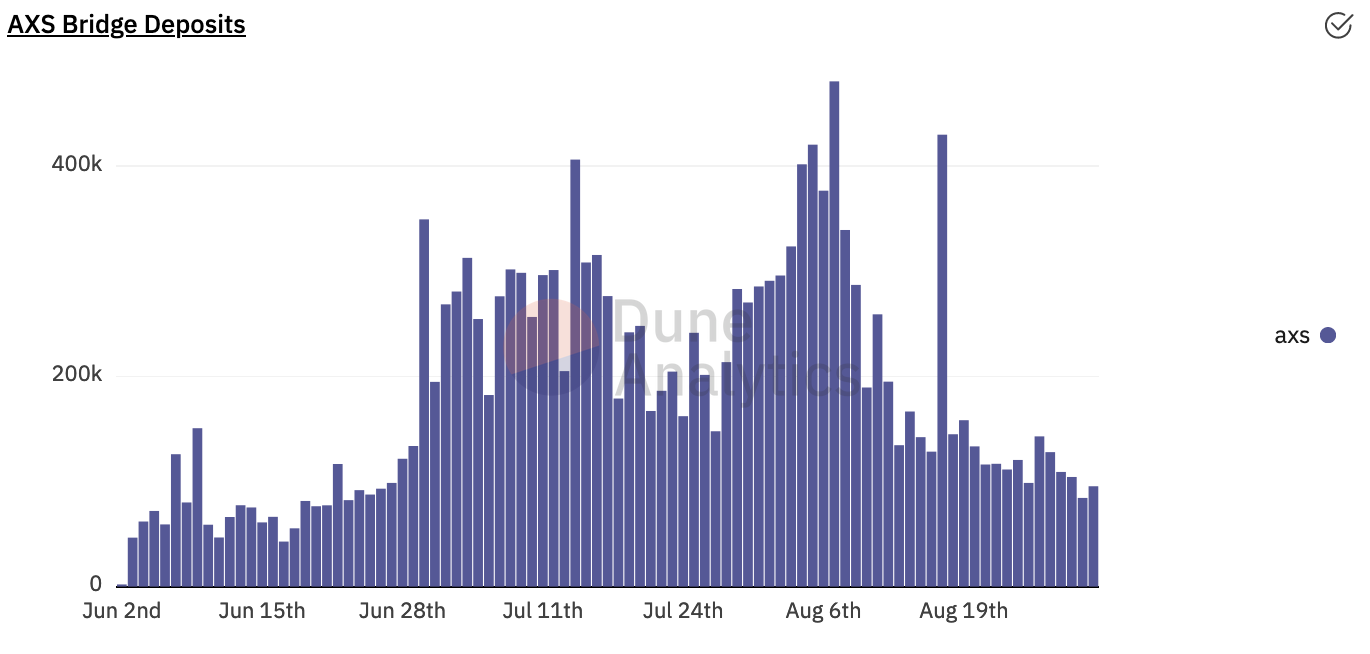 AXS Bridge Deposits
400k
200k
0
Dune
Analytics
axs
Jun 2nd
Jun 15th
Jun 28th
Jul 11th
Jul 24th
Aug 6th
Aug 19th